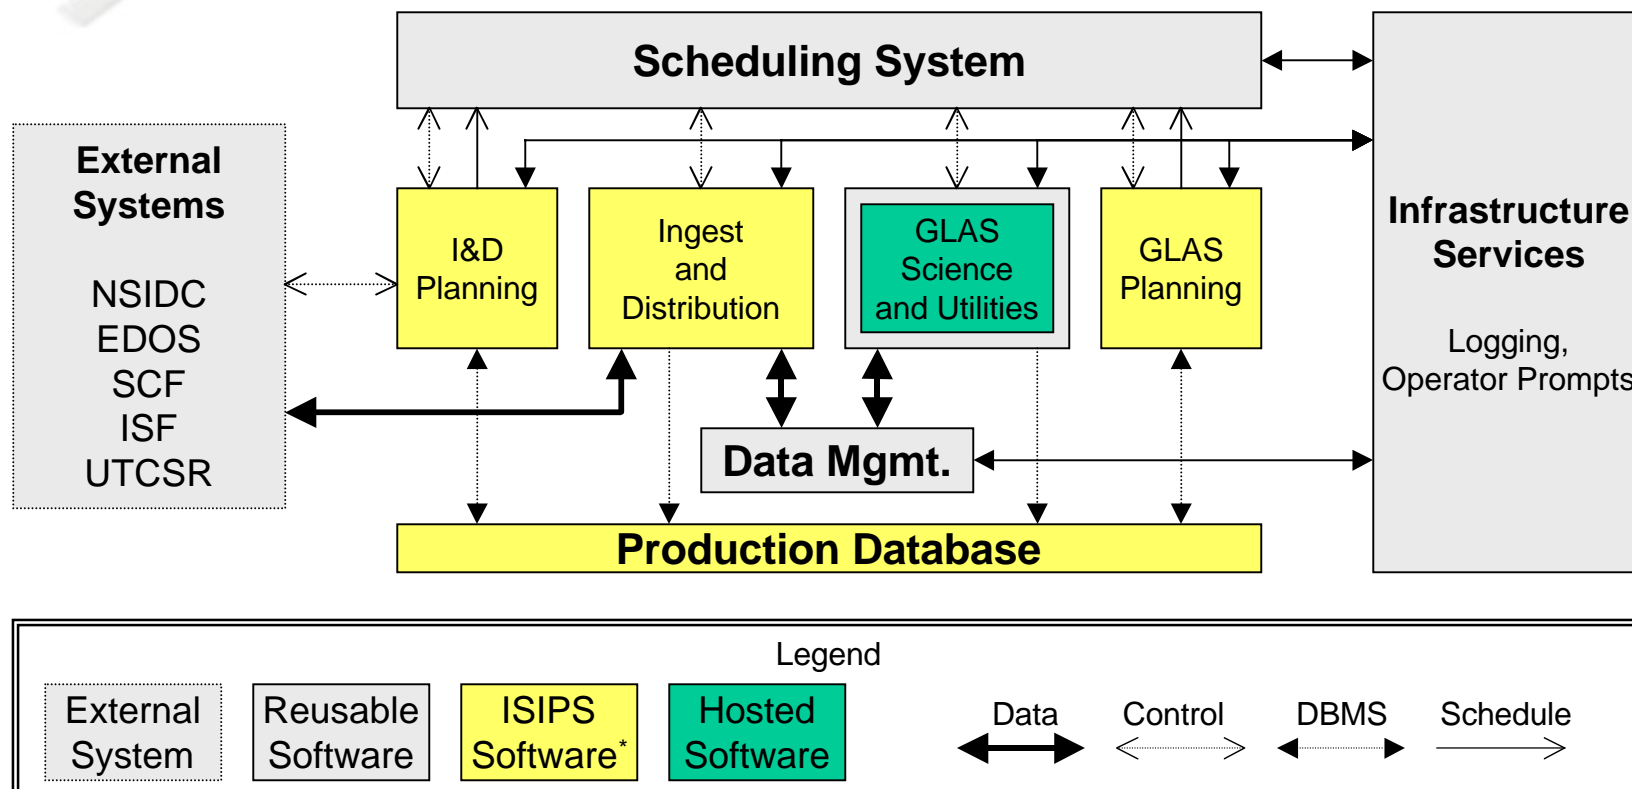 Scheduling System
External
Systems
NSIDC
EDOS
SCF
ISF
UTCSR
I&D
Planning
Ingest
and
Distribution
GLAS
Science
and Utilities
GLAS
Planning
Infrastructure
Services
Logging,
Operator Prompts
Data Mgmt.
Production Database
Legend
External
System
Reusable
Software
ISIPS
Software*
Hosted
Software
Data
Control
DBMS
Schedule